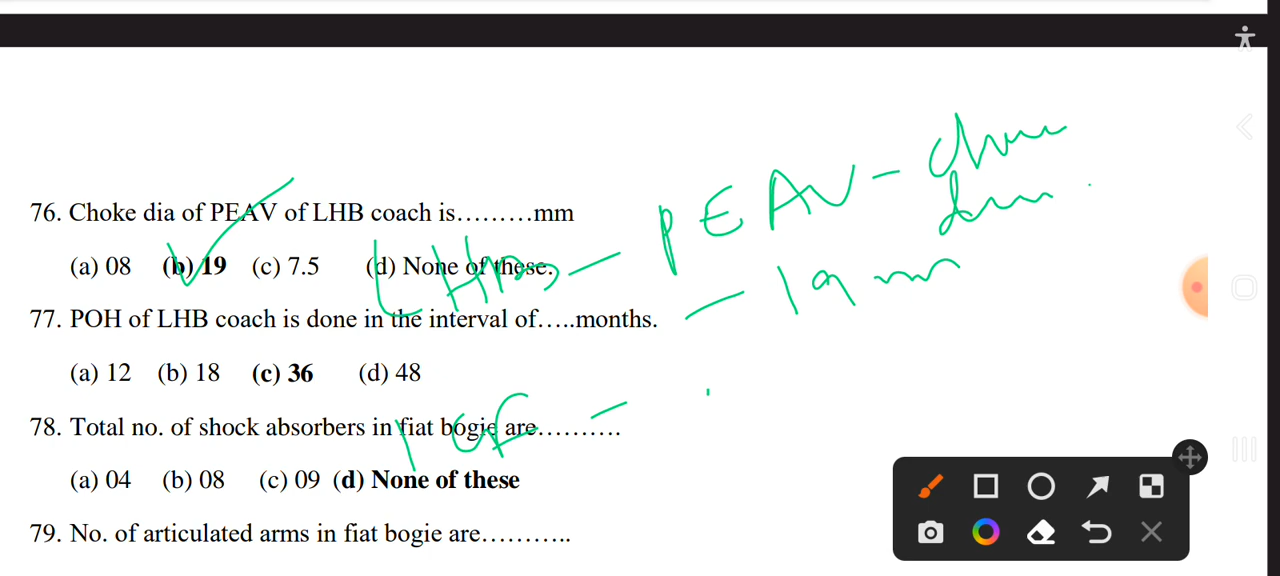 76. Choke dia of PEAV of LHB coach is………mm
PEAV –
(a) 08 (b) 19 (c) 7.5 (d) None of these.
LHB –
– 19 mm
77. POH of LHB coach is done in the interval of…..months.
(a) 12 (b) 18 (c) 36 (d) 48
78. Total no. of shock absorbers in fiat bogie are……….
(a) 04 (b) 08 (c) 09 (d) None of these
79. No. of articulated arms in fiat bogie are………..